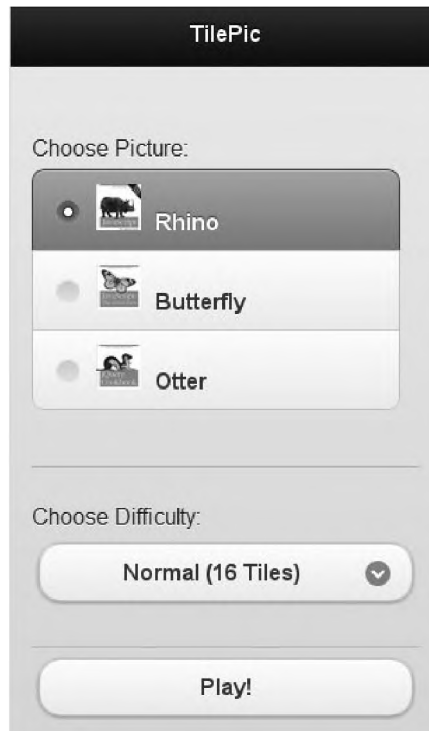 TilePic
Choose Picture:
Rhino
Butterfly
Otter
Choose Difficulty:
Normal (16 Tiles)
Play!